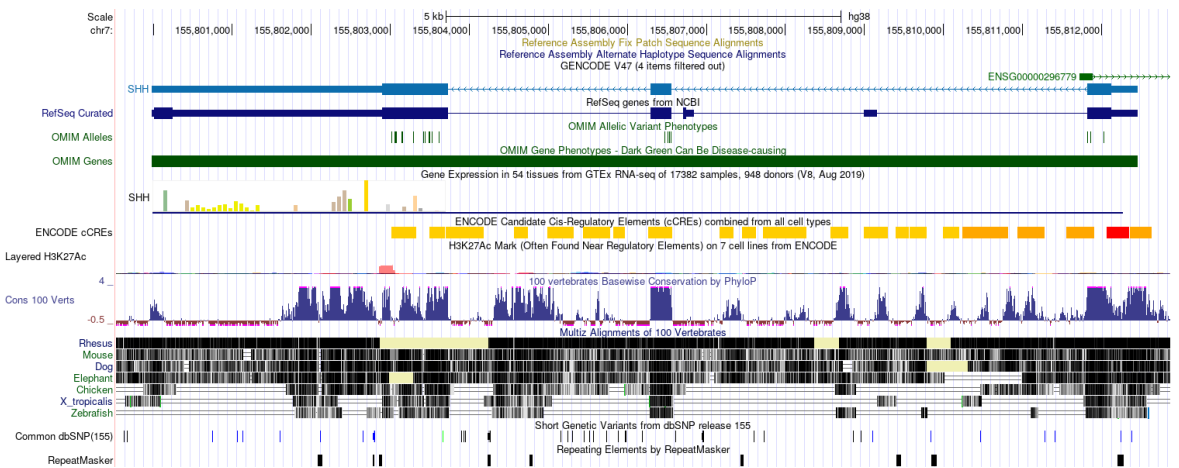 Scale 5 kb hg38
chr7: 155,801,000 155,802,000 155,803,000 155,804,000 155,805,000 155,806,000 155,807,000 155,808,000 155,809,000 155,810,000 155,811,000 155,812,000
Reference Assembly Fix Patch Sequence Alignments
Reference Assembly Alternate Haplotype Sequence Alignments
GENCODE V47 (4 items filtered out)
ENSG00000296779
SHH
RefSeq genes from NCBI
RefSeq Curated
OMIM Allelic Variant Phenotypes
OMIM Alleles
OMIM Gene Phenotypes - Dark Green Can Be Disease-causing
OMIM Genes
Gene Expression in 54 tissues from GTEx RNA-seq of 17382 samples, 948 donors (V8, Aug 2019)
SHH
ENCODE Candidate Cis-Regulatory Elements (cCREs) combined from all cell types
ENCODE cCREs
H3K27Ac Mark (Often Found Near Regulatory Elements) on 7 cell lines from ENCODE
Layered H3K27Ac
100 vertebrates Basewise Conservation by PhyloP
4 _
Cons 100 Verts
-0.5 _
Multiz Alignments of 100 Vertebrates
Rhesus
Mouse
Dog
Elephant
Chicken
X_tropicalis
Zebrafish
Short Genetic Variants from dbSNP release 155
Common dbSNP(155)
Repeating Elements by RepeatMasker
RepeatMasker